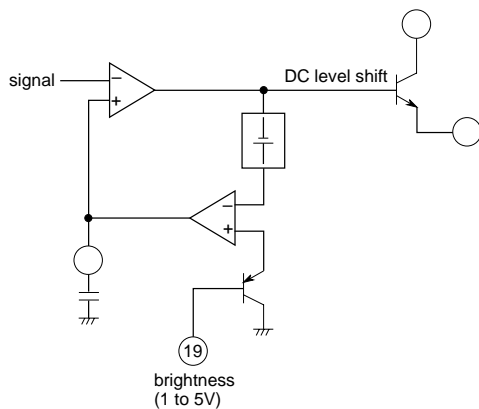 DC level shift
signal
−
+
−
+
19
brightness
(1 to 5V)